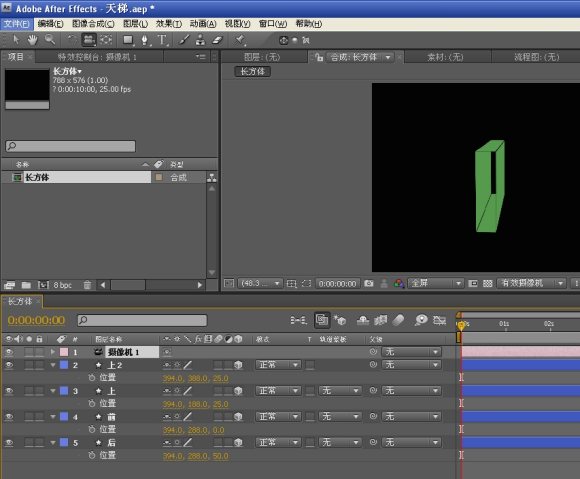 Adobe After Effects - 天梯.aep *
文件(F) 编辑(E) 图像合成(C) 图层(L) 效果(T) 动画(A) 视图(V) 窗口(W) 帮助(H)
项目 × 特效控制台: 摄像机 1
图层: (无) 合成: 长方体 素材: (无) 流程图: (无)
长方体▼
788 x 576 (1.00)
? 0:00:10:00, 25.00 fps
长方体
名称 类型
长方体 合成
8 bpc
(48.3... 0:00:00:00 全屏 有效摄像机 1
长方体 ×
0:00:00:00
# 图层名称 fx 模式 T 轨道蒙板 父级
00s 01s 02s
1 摄像机 1 无
2 上2 正常 无
位置 394.0, 388.0, 25.0
3 上 正常 无 无
位置 394.0, 188.0, 25.0
4 前 正常 无 无
位置 394.0, 288.0, 0.0
5 后 正常 无 无
位置 394.0, 288.0, 50.0